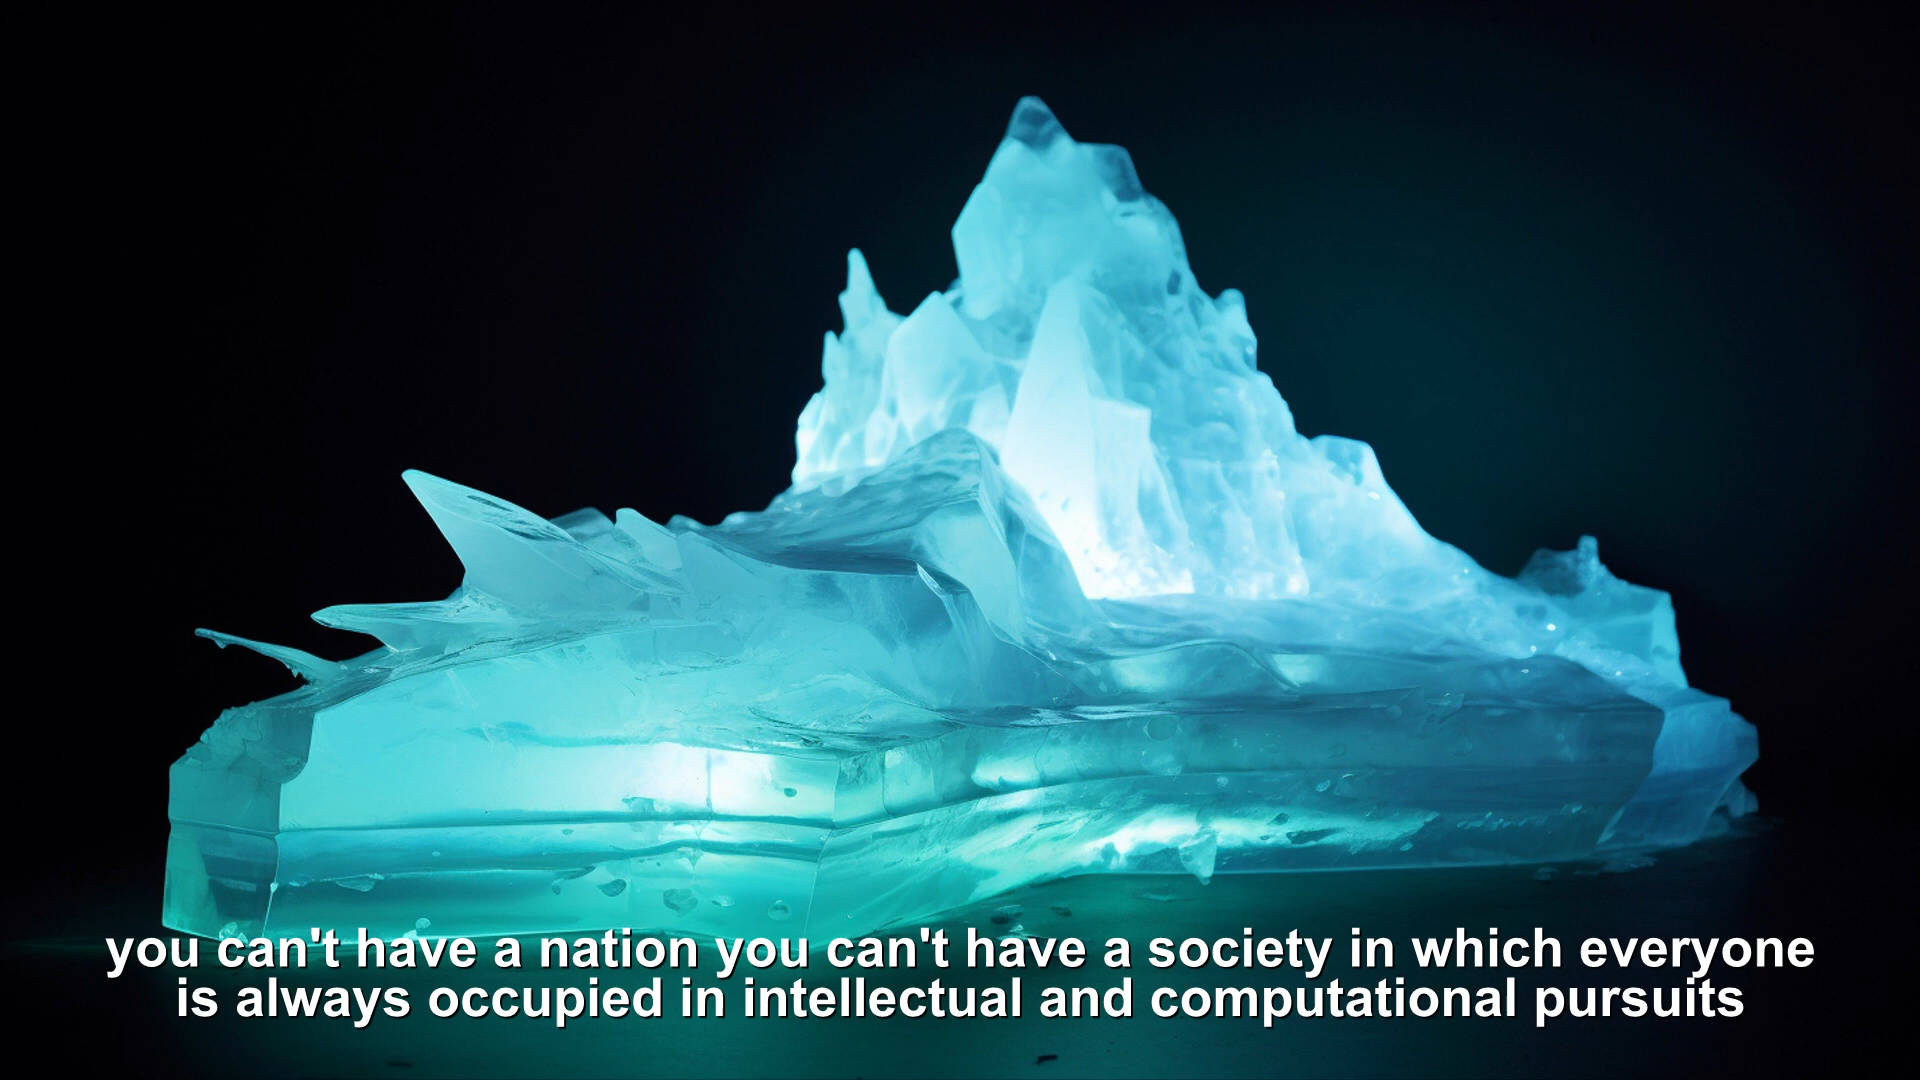 you can't have a nation you can't have a society in which everyone
is always occupied in intellectual and computational pursuits